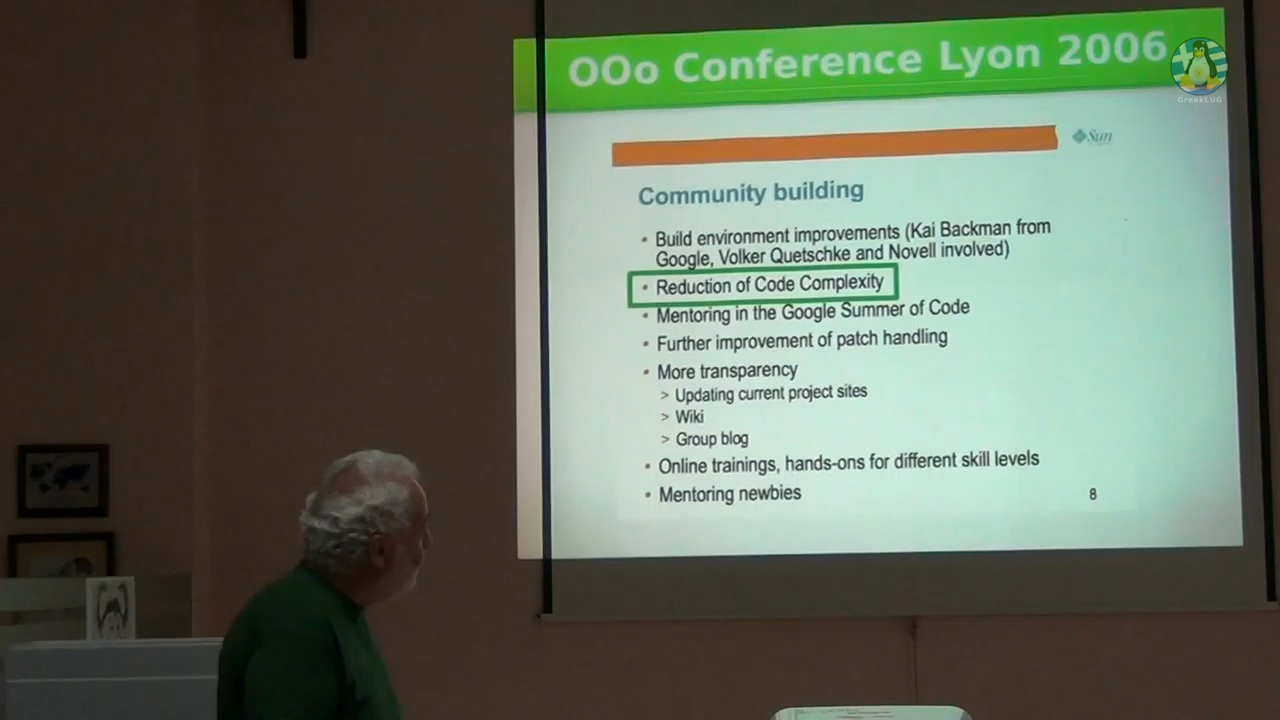 OOo Conference Lyon 2006
GreekLUG
Sun
Community building
• Build environment improvements (Kai Backman from
Google, Volker Quetschke and Novell involved)
• Reduction of Code Complexity
• Mentoring in the Google Summer of Code
• Further improvement of patch handling
• More transparency
> Updating current project sites
> Wiki
> Group blog
• Online trainings, hands-ons for different skill levels
• Mentoring newbies
8